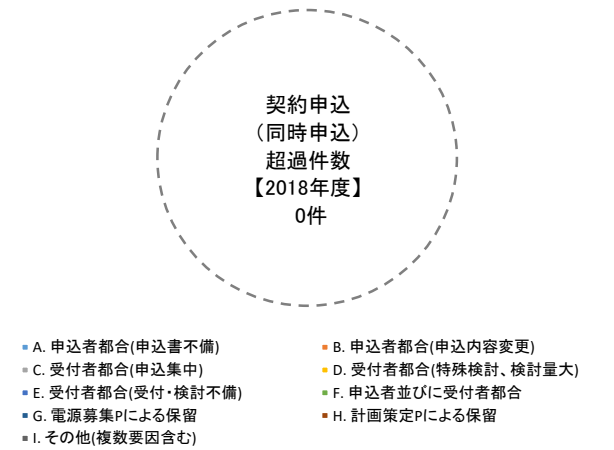 契約申込
（同時申込）
超過件数
【2018年度】
0件
A. 申込者都合(申込書不備)
B. 申込者都合(申込内容変更)
C. 受付者都合(申込集中)
D. 受付者都合(特殊検討、検討量大)
E. 受付者都合(受付・検討不備)
F. 申込者並びに受付者都合
G. 電源募集Pによる保留
H. 計画策定Pによる保留
I. その他(複数要因含む)